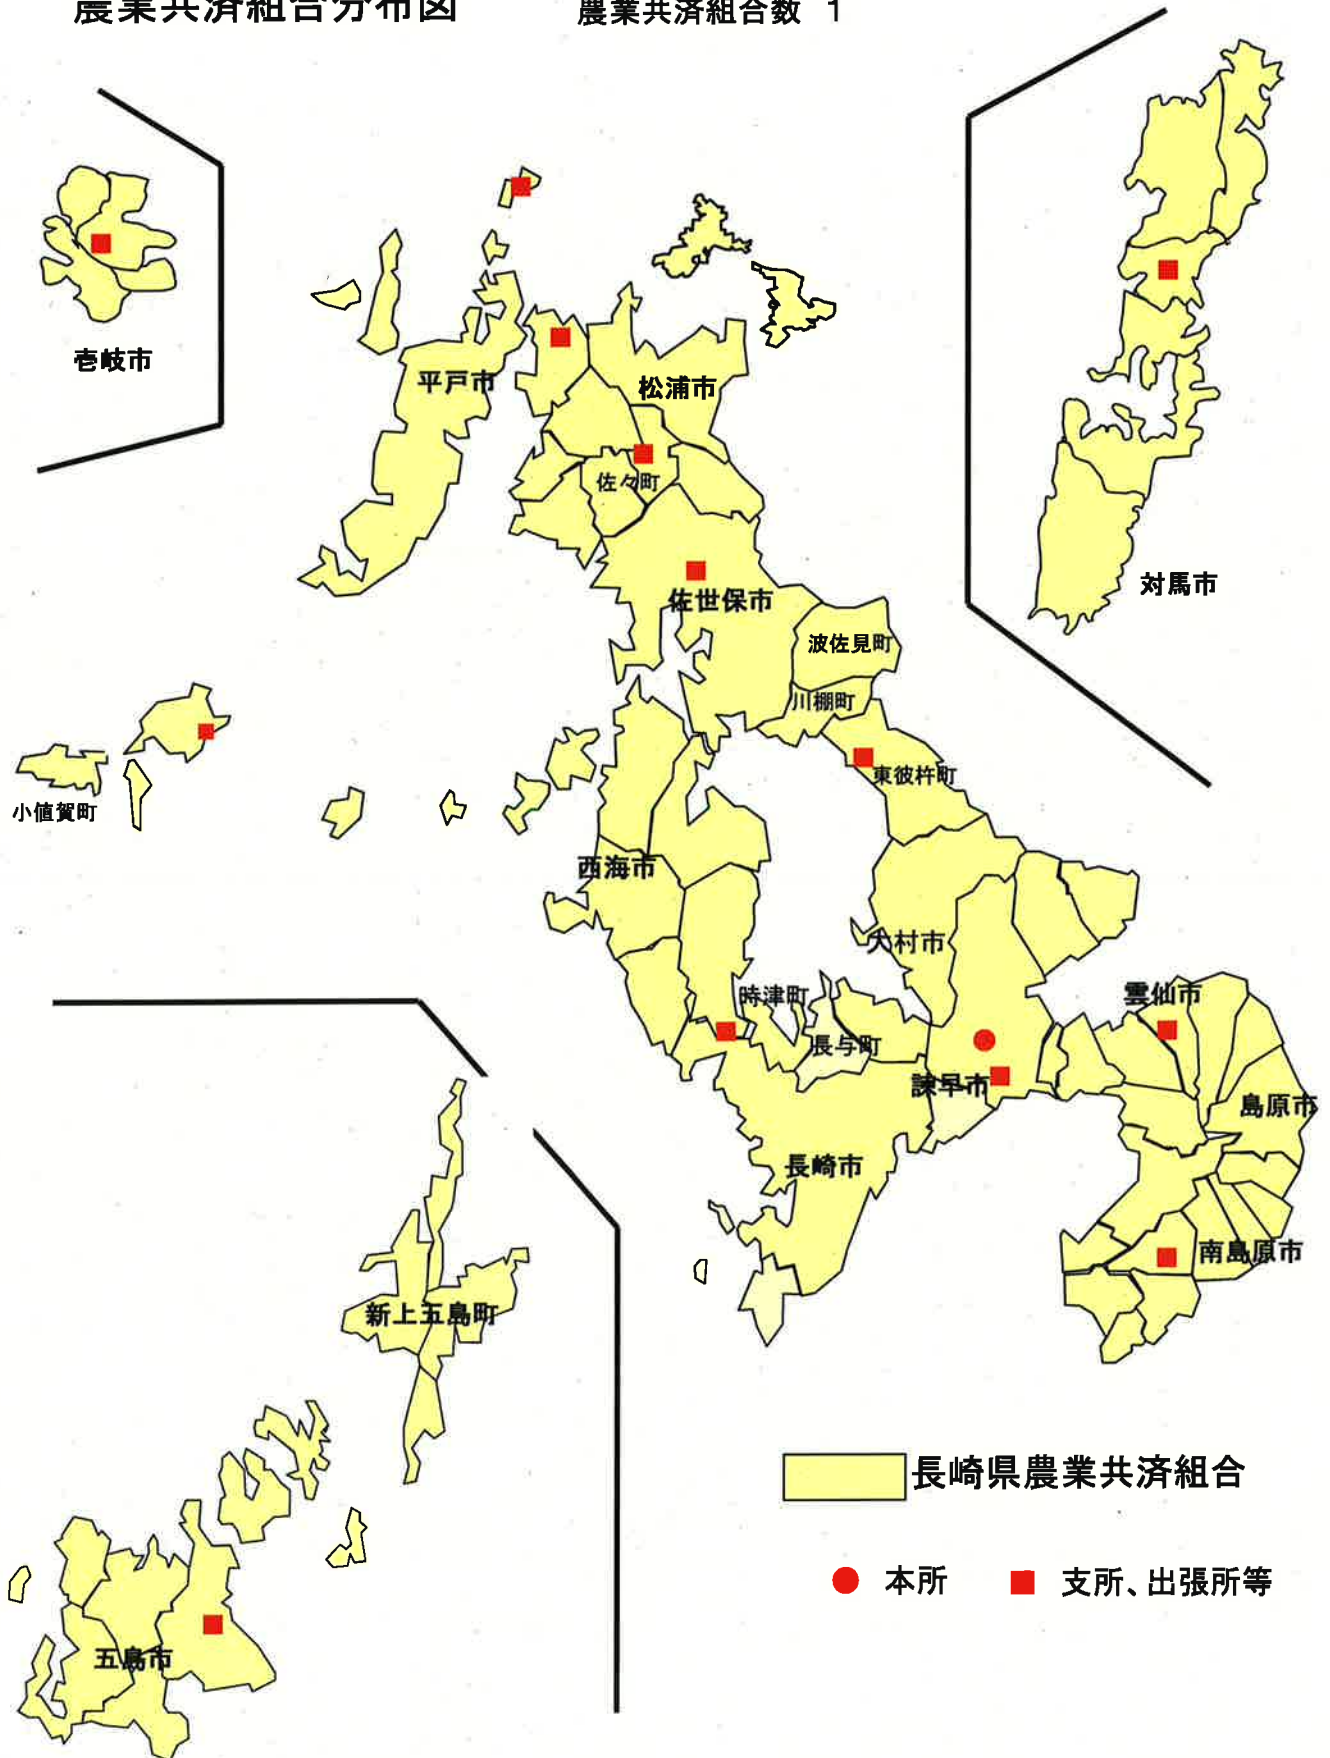 農業共済組合分布図 農業共済組合数 1
壱岐市
平戸市
松浦市
佐々町
対馬市
佐世保市
波佐見町
川棚町
東彼杵町
小値賀町
西海市
大村市
時津町
雲仙市
長与町
諫早市
島原市
長崎市
南島原市
新上五島町
長崎県農業共済組合
本所 支所、出張所等
五島市